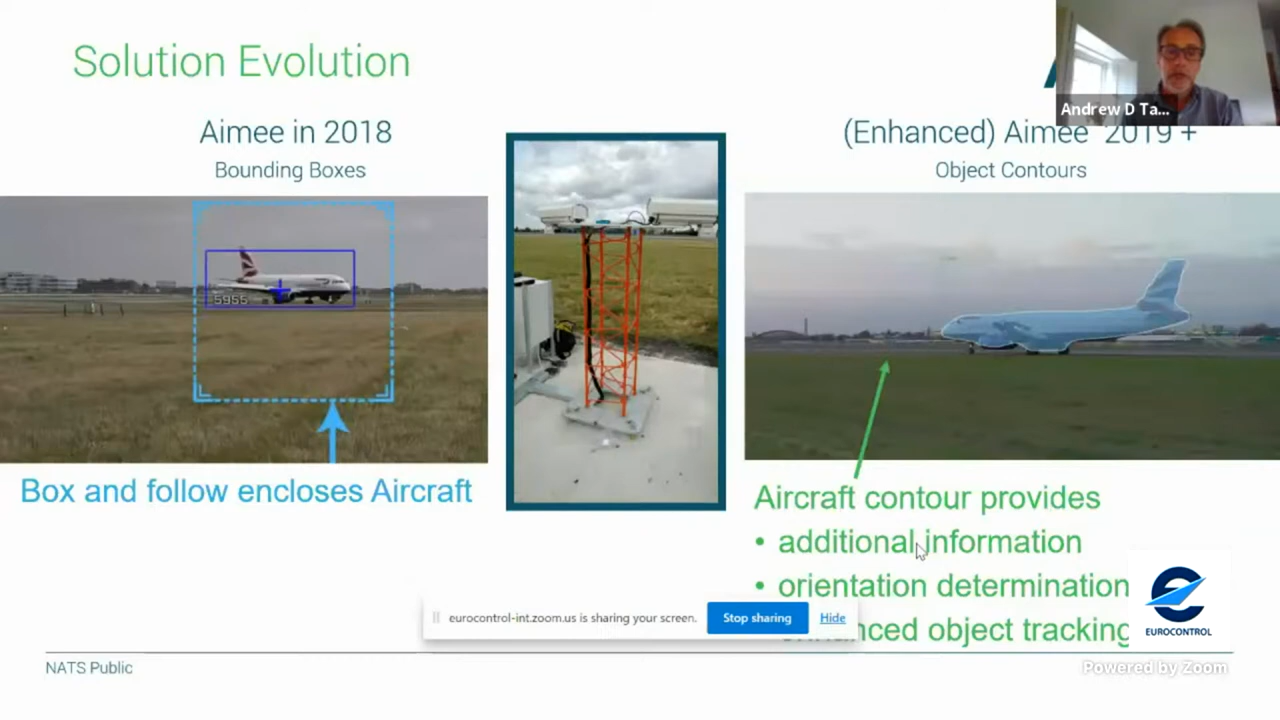 Solution Evolution
Andrew D Ta...
Aimee in 2018
Bounding Boxes
(Enhanced) Aimee 2019 +
Object Contours
5955
Box and follow encloses Aircraft
Aircraft contour provides
• additional information
• orientation determination
object tracking
eurocontrol-int.zoom.us is sharing your screen.
Stop sharing
Hide
EUROCONTROL
NATS Public
Powered by Zoom